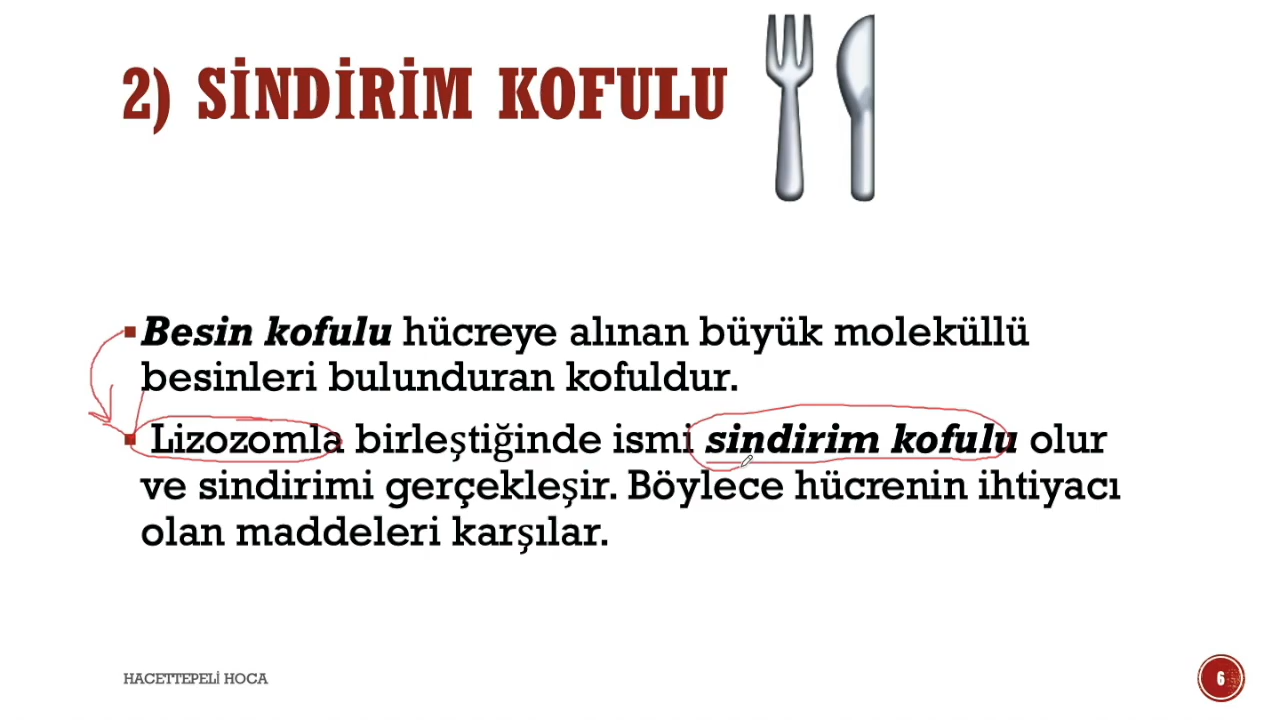 2) SİNDİRİM KOFULU
Besin kofulu hücreye alınan büyük moleküllü
besinleri bulunduran kofuldur.
Lizozomla birleştiğinde ismi sindirim kofulu olur
ve sindirimi gerçekleşir. Böylece hücrenin ihtiyacı
olan maddeleri karşılar.
HACETTEPELİ HOCA
6